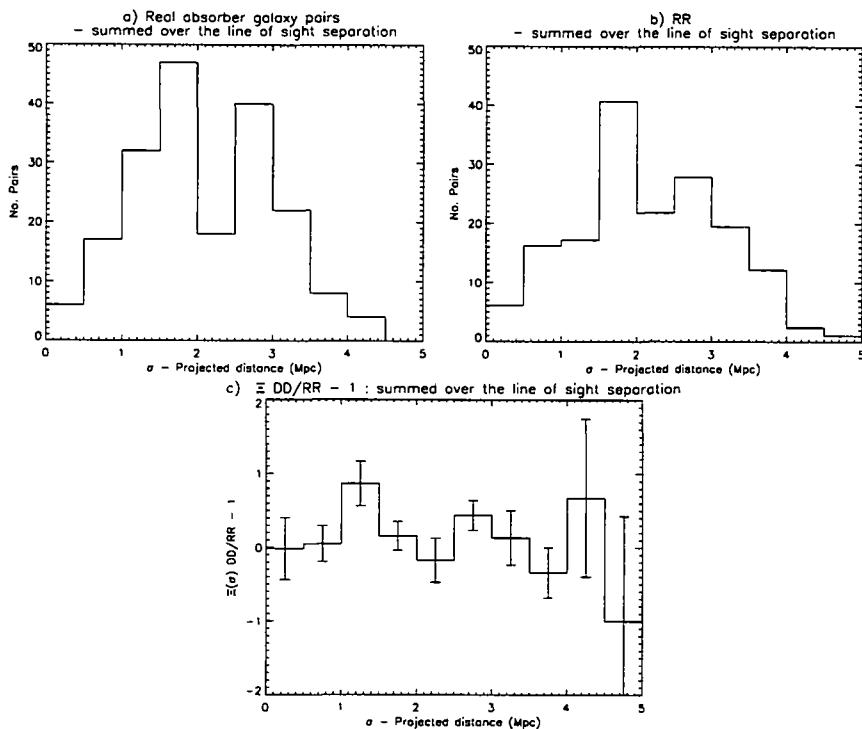 a) Real absorber galaxy pairs
– summed over the line of sight separation
50
40
30
20
10
0
No. Pairs
0 1 2 3 4 5
σ – Projected distance (Mpc)
b) RR
– summed over the line of sight separation
50
40
30
20
10
0
No. Pairs
0 1 2 3 4 5
σ – Projected distance (Mpc)
c) Ξ DD/RR – 1 : summed over the line of sight separation
2
1
0
-1
-2
Ξ(σ) DD/RR – 1
0 1 2 3 4 5
σ – Projected distance (Mpc)